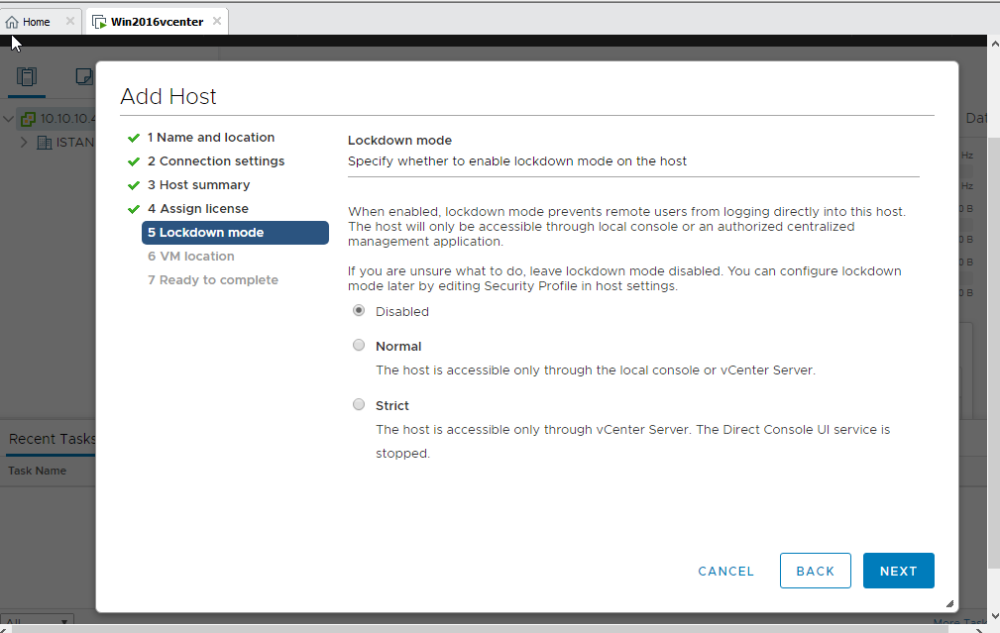 Home
Win2016vcenter
10.10.10.4
ISTAN
Dat
Hz
Hz
0 B
0 B
0 B
0 B
Add Host
1 Name and location
2 Connection settings
3 Host summary
4 Assign license
5 Lockdown mode
6 VM location
7 Ready to complete
Lockdown mode
Specify whether to enable lockdown mode on the host
When enabled, lockdown mode prevents remote users from logging directly into this host.
The host will only be accessible through local console or an authorized centralized
management application.
If you are unsure what to do, leave lockdown mode disabled. You can configure lockdown
mode later by editing Security Profile in host settings.
Disabled
Normal
The host is accessible only through the local console or vCenter Server.
Strict
The host is accessible only through vCenter Server. The Direct Console UI service is
stopped.
CANCEL
BACK
NEXT
Recent Tasks
Task Name
All
More Task